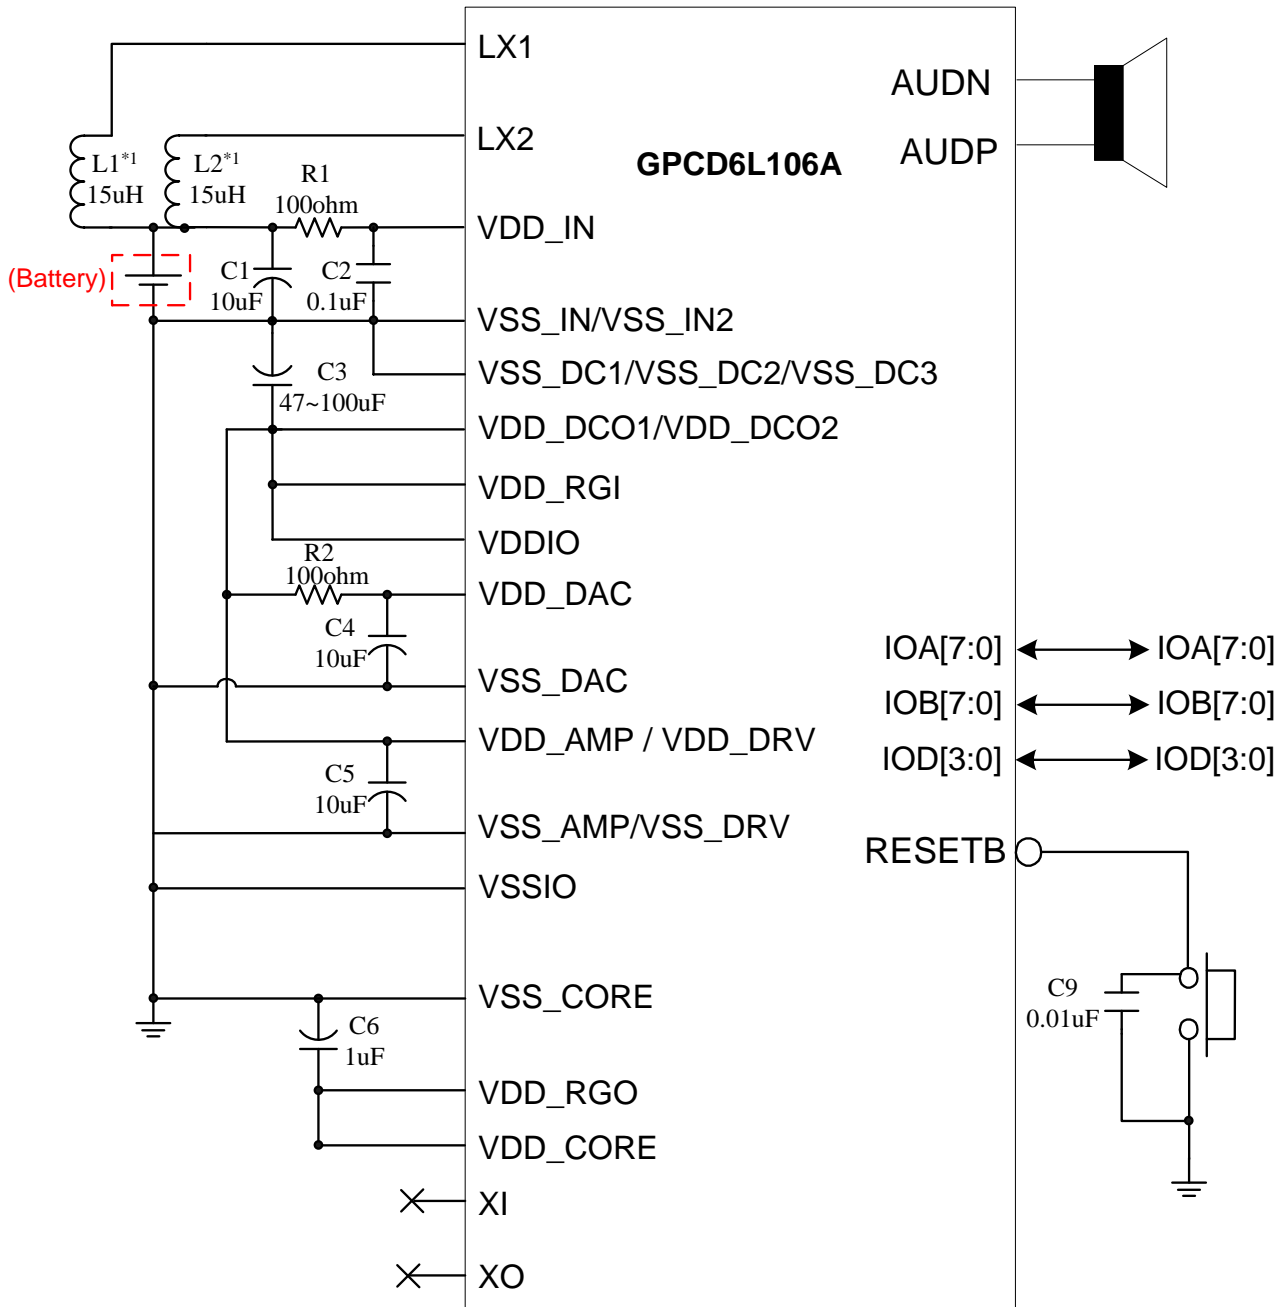 LX1
AUDN
LX2
AUDP
GPCD6L106A
L1*1
15uH
L2*1
15uH
R1
100ohm
VDD_IN
(Battery)
C1
10uF
C2
0.1uF
VSS_IN/VSS_IN2
C3
47~100uF
VSS_DC1/VSS_DC2/VSS_DC3
VDD_DCO1/VDD_DCO2
VDD_RGI
VDDIO
R2
100ohm
VDD_DAC
C4
10uF
IOA[7:0] IOA[7:0]
VSS_DAC
IOB[7:0] IOB[7:0]
VDD_AMP / VDD_DRV
IOD[3:0] IOD[3:0]
C5
10uF
VSS_AMP/VSS_DRV
RESETB
VSSIO
VSS_CORE
C9
0.01uF
C6
1uF
VDD_RGO
VDD_CORE
XI
XO